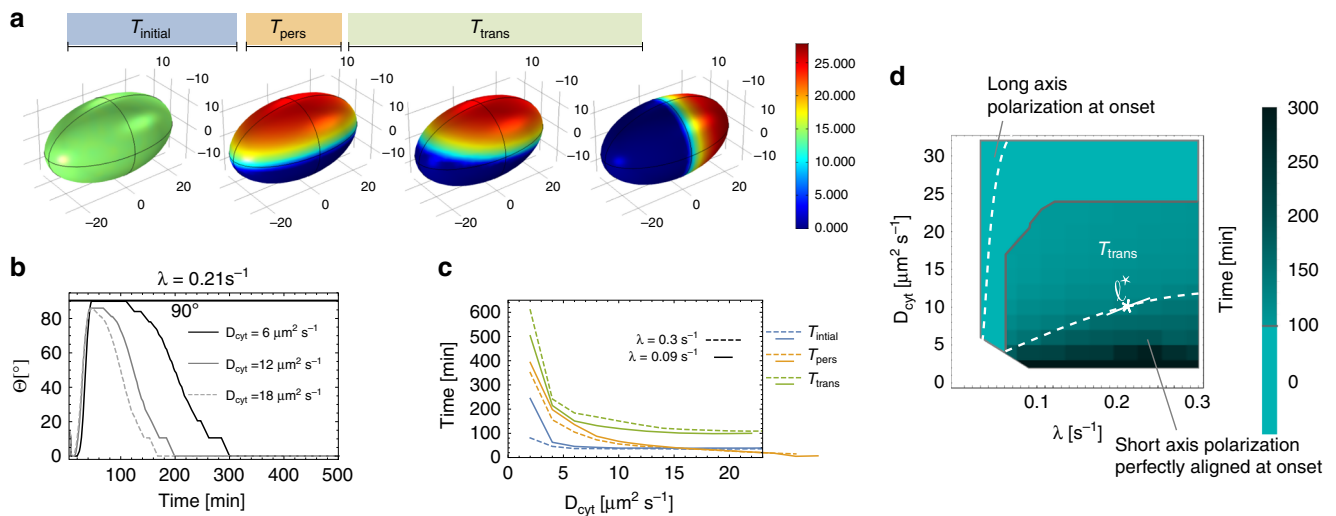 a
T_initial T_pers T_trans
10 −10 10 −10 10 −10 10 −10
10 0 −10 10 0 −10 10 0 −10 10 0 −10
20 0 −20 20 0 −20 20 0 −20 20 0 −20
25.000
20.000
15.000
10.000
5.000
0.000
b
λ = 0.21s⁻¹
90°
D_cyt = 6 µm² s⁻¹
D_cyt =12 µm² s⁻¹
D_cyt =18 µm² s⁻¹
Θ[°]
80
60
40
20
0
100 200 300 400 500
Time [min]
c
Time [min]
600
500
400
300
200
100
0
0 5 10 15 20
D_cyt [µm² s⁻¹]
λ = 0.3 s⁻¹
λ = 0.09 s⁻¹
T_intial
T_pers
T_trans
d
Long axis
polarization at onset
D_cyt [µm² s⁻¹]
30
25
20
15
10
5
0
T_trans
ℓ*
0.1 0.2 0.3
λ [s⁻¹]
Short axis polarization
perfectly aligned at onset
Time [min]
300
250
200
150
100
0